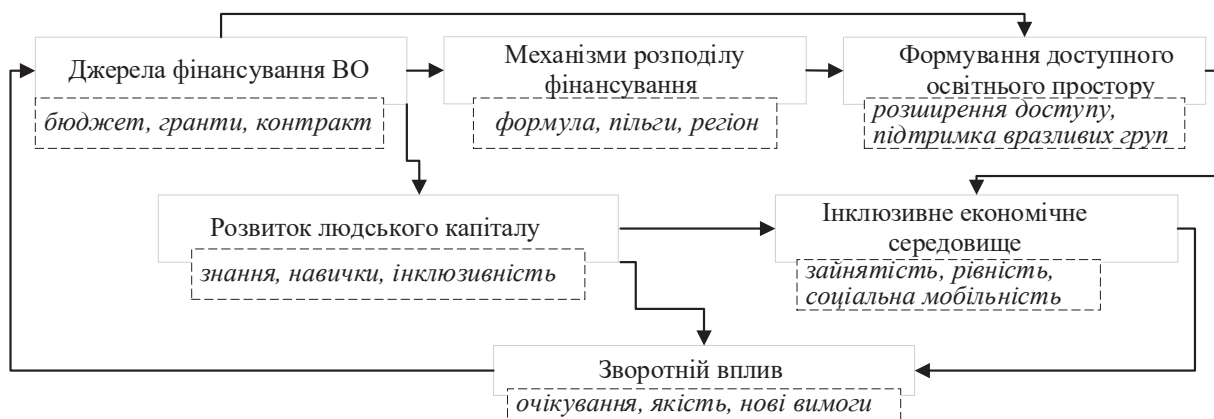 Джерела фінансування ВО
бюджет, гранти, контракт
Механізми розподілу
фінансування
формула, пільги, регіон
Формування доступного
освітнього простору
розширення доступу,
підтримка вразливих груп
Розвиток людського капіталу
знання, навички, інклюзивність
Інклюзивне економічне
середовище
зайнятість, рівність,
соціальна мобільність
Зворотній вплив
очікування, якість, нові вимоги